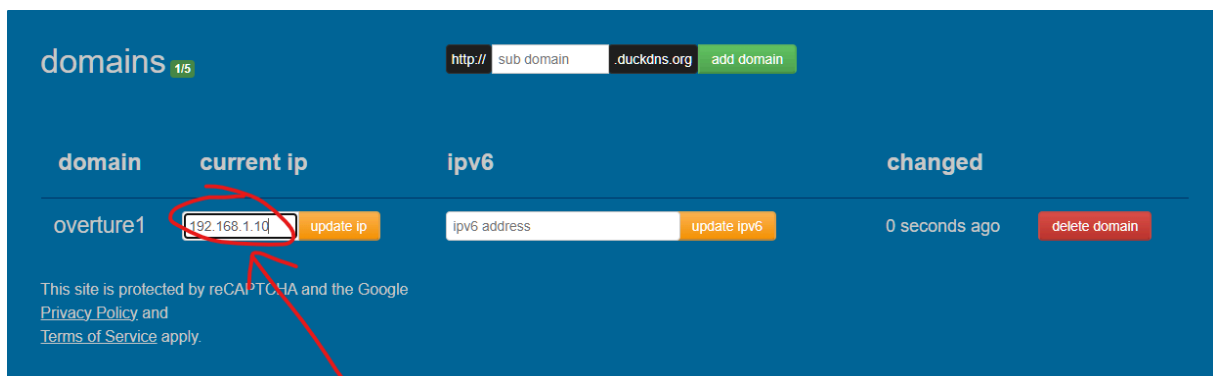 domains 1/5
http:// sub domain .duckdns.org add domain
domain current ip ipv6 changed
overture1 192.168.1.10 update ip ipv6 address update ipv6 0 seconds ago delete domain
This site is protected by reCAPTCHA and the Google
Privacy Policy and
Terms of Service apply.